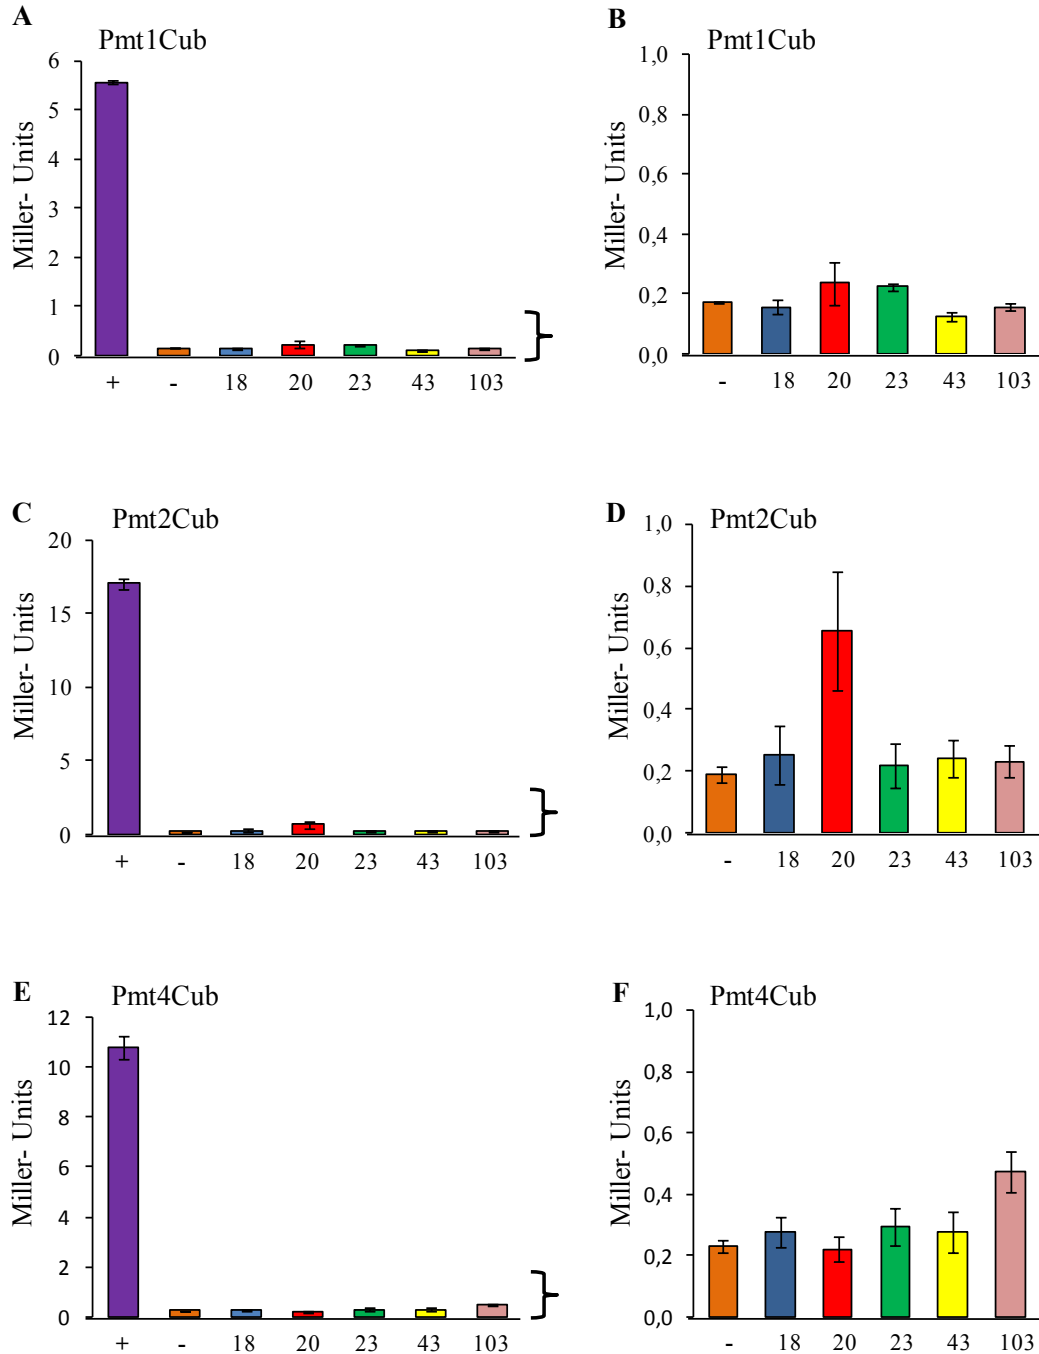 A
Pmt1Cub
Miller- Units
6
5
4
3
2
1
0
+ - 18 20 23 43 103
B
Pmt1Cub
Miller- Units
1,0
0,8
0,6
0,4
0,2
0,0
- 18 20 23 43 103
C
Pmt2Cub
Miller- Units
20
15
10
5
0
+ - 18 20 23 43 103
D
Pmt2Cub
Miller- Units
1,0
0,8
0,6
0,4
0,2
0,0
- 18 20 23 43 103
E
Pmt4Cub
Miller- Units
12
10
8
6
4
2
0
+ - 18 20 23 43 103
F
Pmt4Cub
Miller- Units
1,0
0,8
0,6
0,4
0,2
0,0
- 18 20 23 43 103